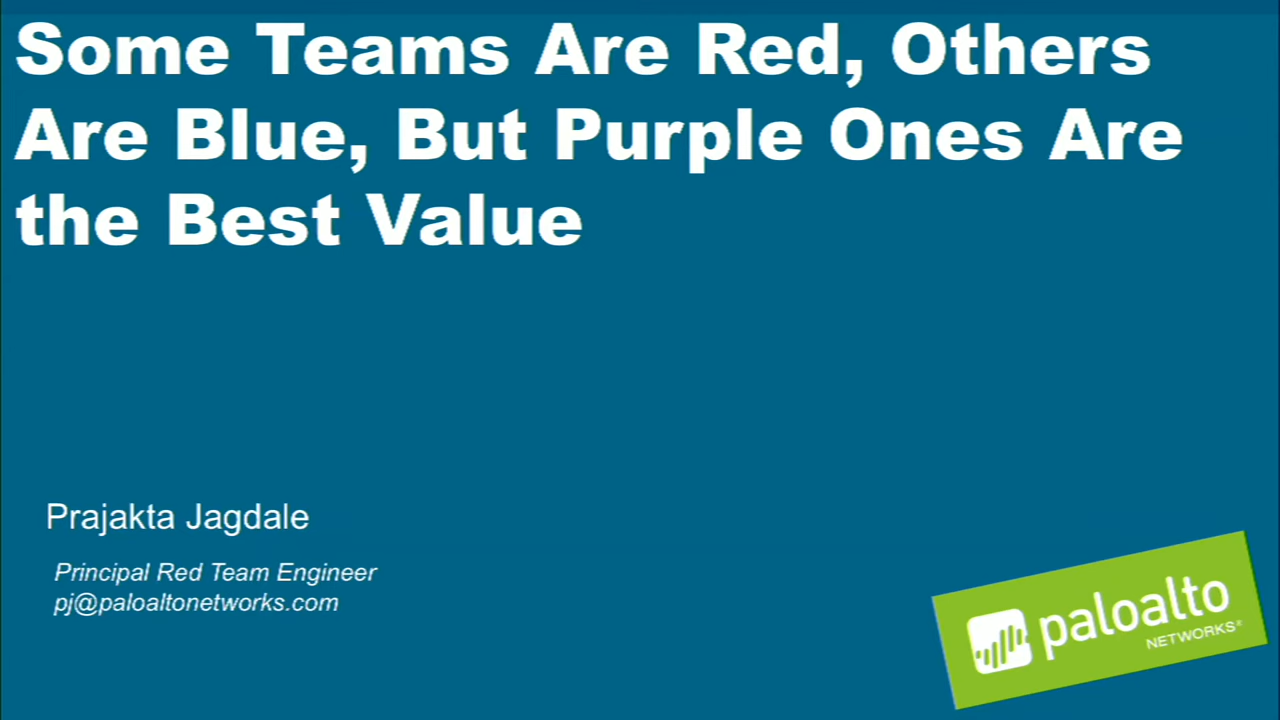 Some Teams Are Red, Others
Are Blue, But Purple Ones Are
the Best Value
Prajakta Jagdale
Principal Red Team Engineer
pj@paloaltonetworks.com
paloalto
NETWORKS®